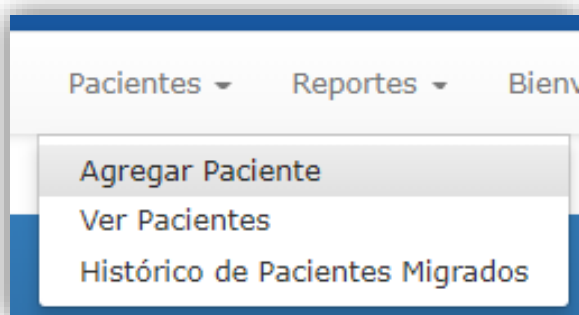 Pacientes Reportes
Agregar Paciente
Ver Pacientes
Histórico de Pacientes Migrados